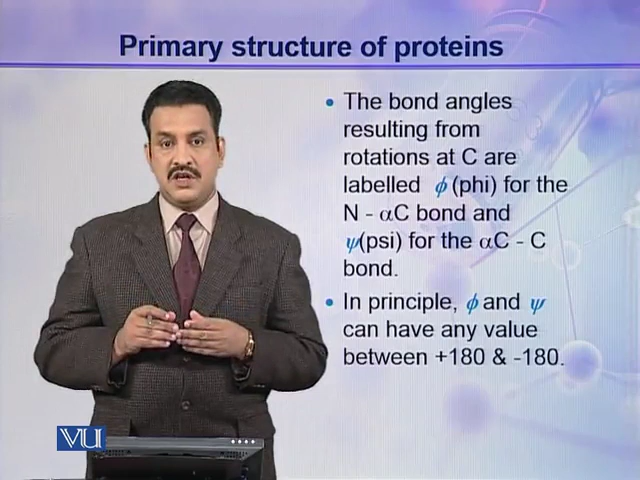 Primary structure of proteins
• The bond angles
resulting from
rotations at C are
labelled ϕ (phi) for the
N - αC bond and
ψ(psi) for the αC - C
bond.
• In principle, ϕ and ψ
can have any value
between +180 & -180.
VU